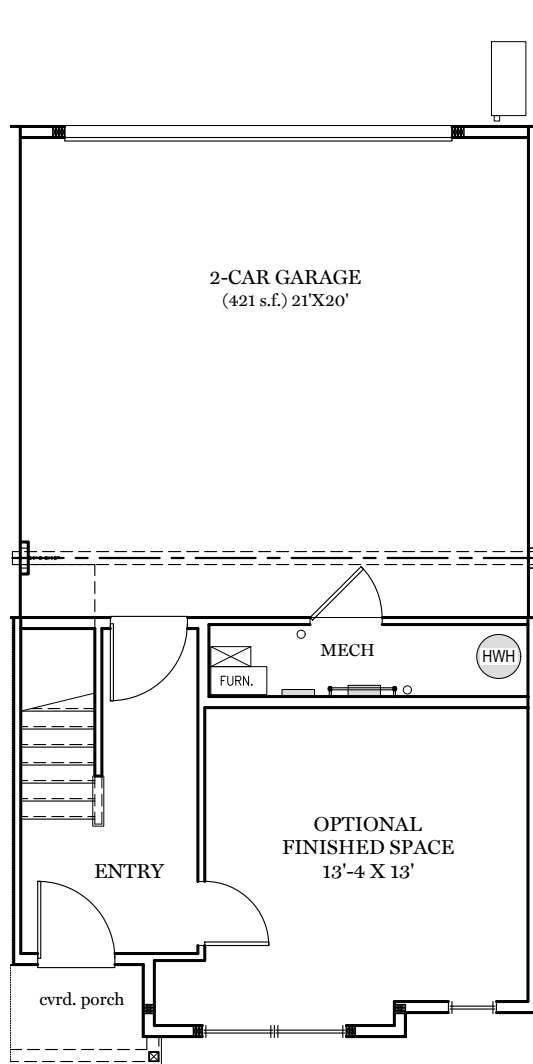 2-CAR GARAGE
(421 s.f.) 21'X20'
MECH
HWH
FURN.
OPTIONAL
FINISHED SPACE
13'-4 X 13'
ENTRY
cvrd. porch